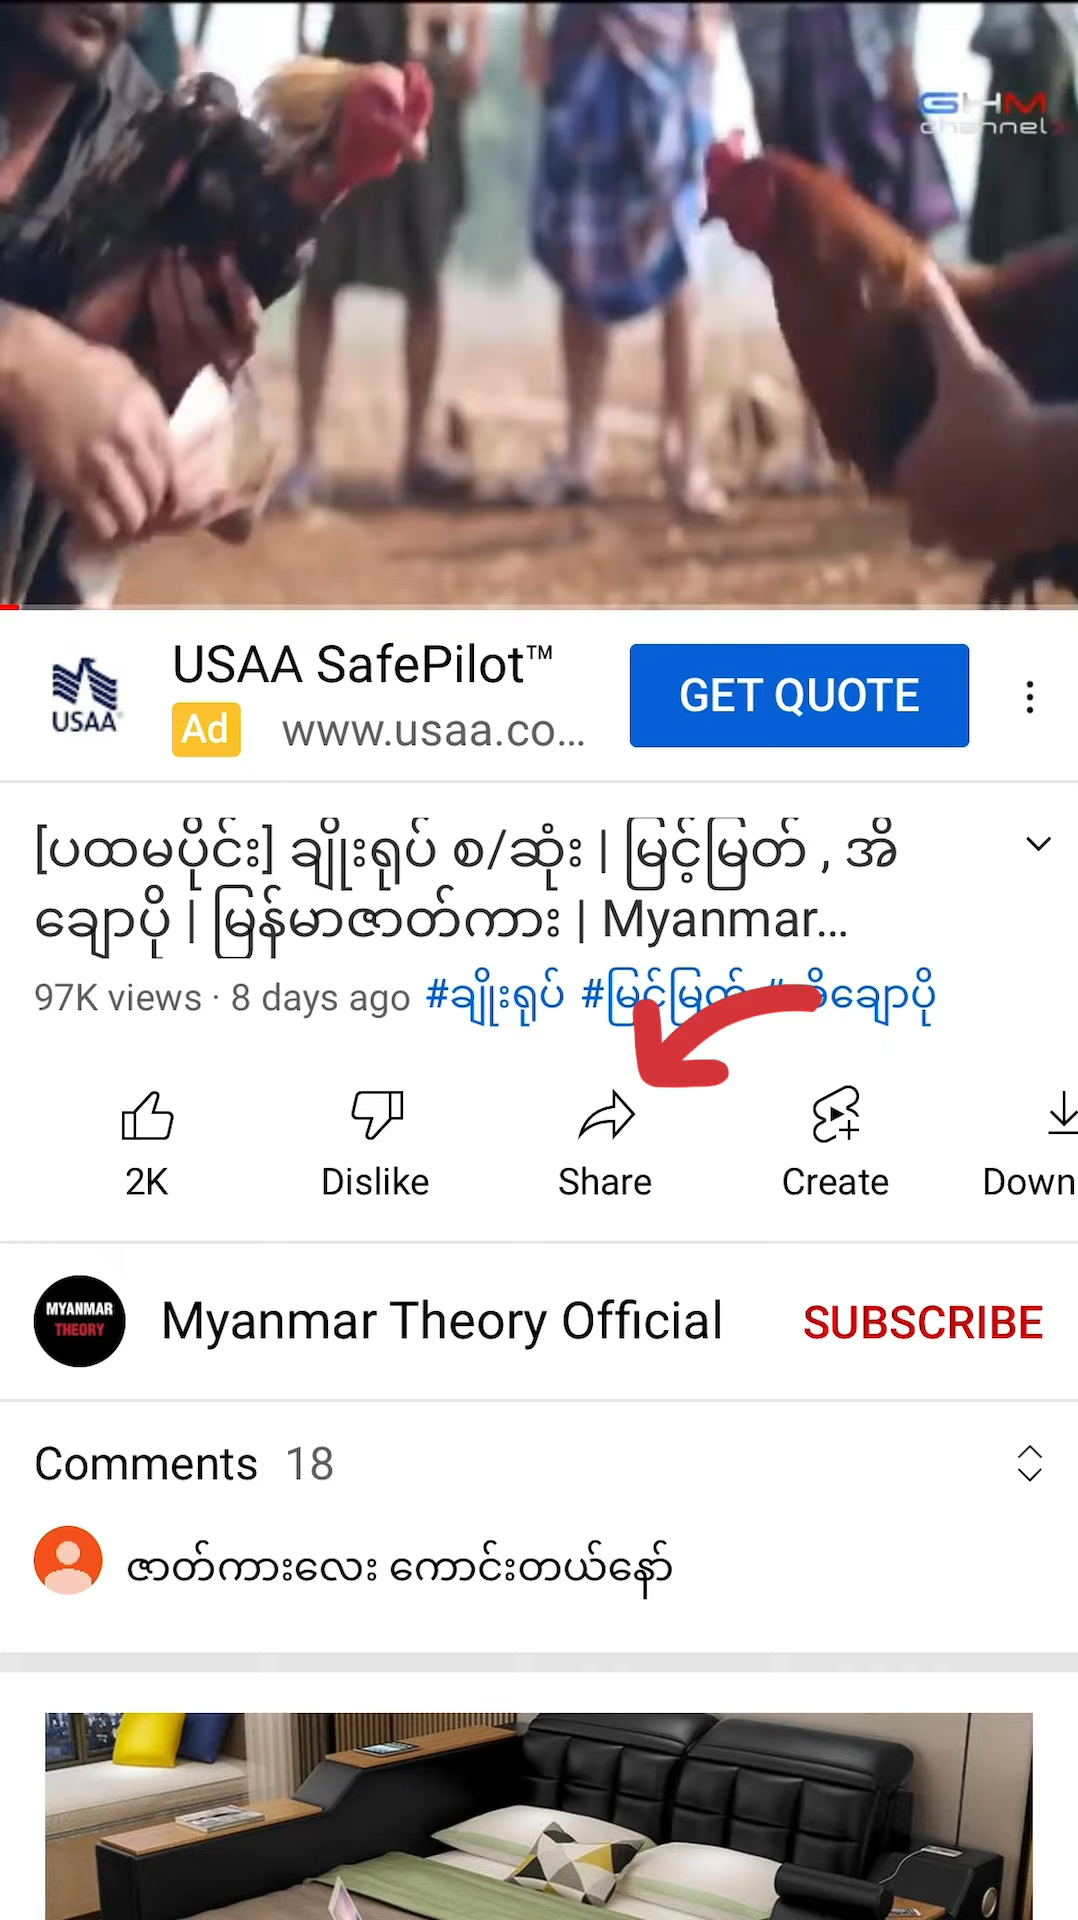 GHM
channel
USAA SafePilot™
USAA
Ad www.usaa.co...
GET QUOTE
[ပထမပိုင်း] ချိုးရုပ် စ/ဆုံး | မြင့်မြတ် , အိ
ချောပို | မြန်မာဇာတ်ကား | Myanmar...
97K views · 8 days ago #ချိုးရုပ် #မြင့်မြတ် #အိချောပို
2K Dislike Share Create Down
MYANMAR
THEORY
Myanmar Theory Official SUBSCRIBE
Comments 18
ဇာတ်ကားလေး ကောင်းတယ်နော်